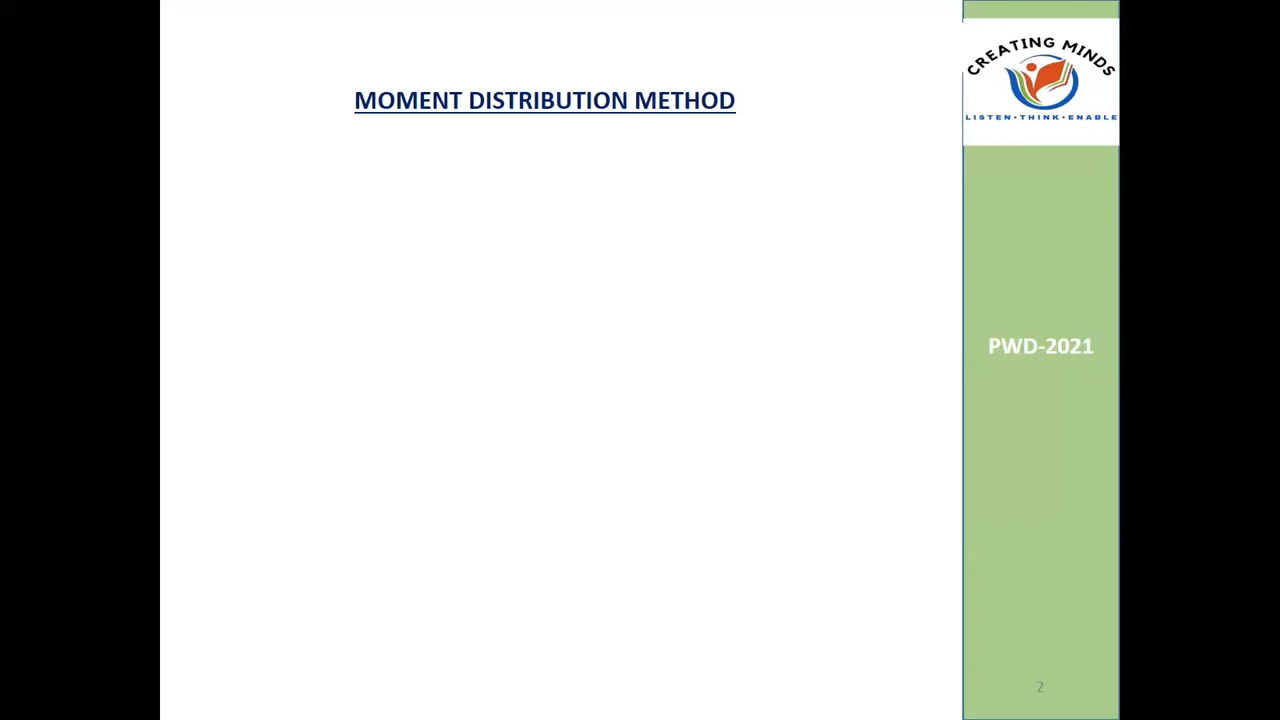 MOMENT DISTRIBUTION METHOD
CREATING MINDS
LISTEN•THINK•ENABLE
PWD-2021
2